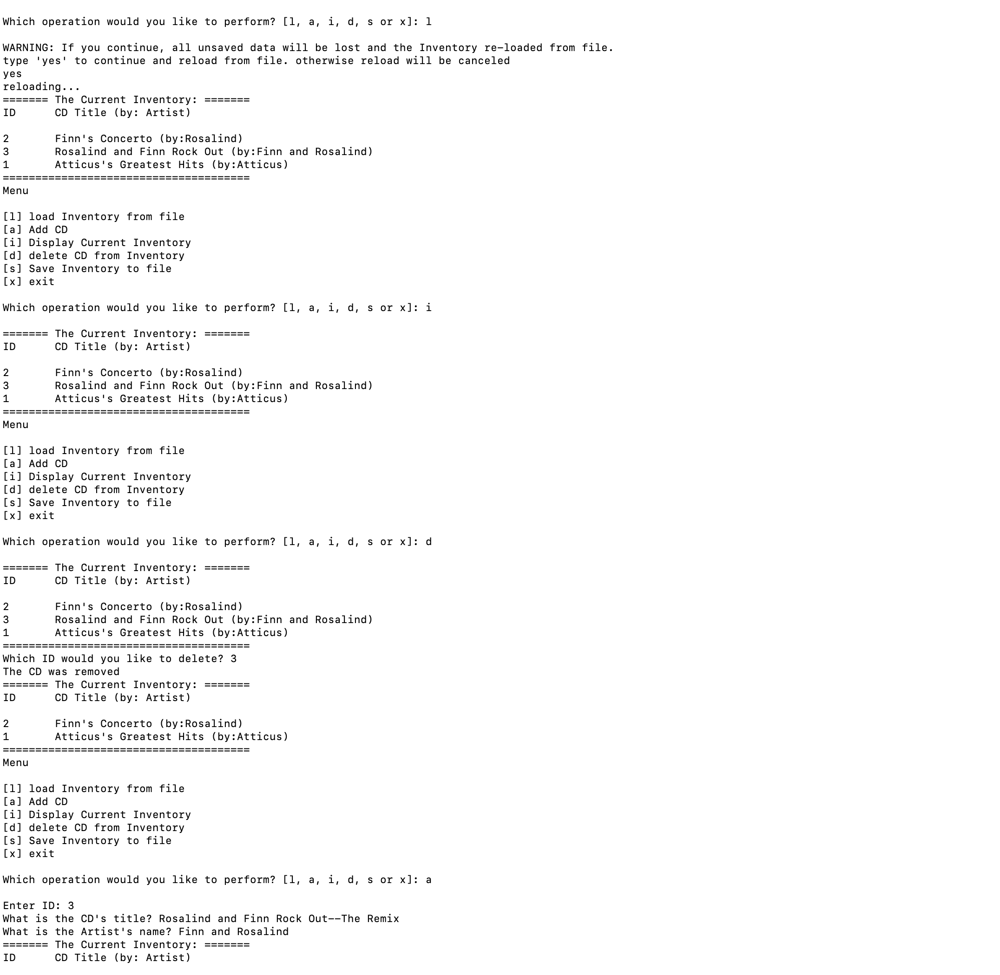 Which operation would you like to perform? [l, a, i, d, s or x]: l
WARNING: If you continue, all unsaved data will be lost and the Inventory re-loaded from file.
type 'yes' to continue and reload from file. otherwise reload will be canceled
yes
reloading...
======= The Current Inventory: =======
ID      CD Title (by: Artist)
2       Finn's Concerto (by:Rosalind)
3       Rosalind and Finn Rock Out (by:Finn and Rosalind)
1       Atticus's Greatest Hits (by:Atticus)
======================================
Menu
[l] load Inventory from file
[a] Add CD
[i] Display Current Inventory
[d] delete CD from Inventory
[s] Save Inventory to file
[x] exit
Which operation would you like to perform? [l, a, i, d, s or x]: i
======= The Current Inventory: =======
ID      CD Title (by: Artist)
2       Finn's Concerto (by:Rosalind)
3       Rosalind and Finn Rock Out (by:Finn and Rosalind)
1       Atticus's Greatest Hits (by:Atticus)
======================================
Menu
[l] load Inventory from file
[a] Add CD
[i] Display Current Inventory
[d] delete CD from Inventory
[s] Save Inventory to file
[x] exit
Which operation would you like to perform? [l, a, i, d, s or x]: d
======= The Current Inventory: =======
ID      CD Title (by: Artist)
2       Finn's Concerto (by:Rosalind)
3       Rosalind and Finn Rock Out (by:Finn and Rosalind)
1       Atticus's Greatest Hits (by:Atticus)
======================================
Which ID would you like to delete? 3
The CD was removed
======= The Current Inventory: =======
ID      CD Title (by: Artist)
2       Finn's Concerto (by:Rosalind)
1       Atticus's Greatest Hits (by:Atticus)
======================================
Menu
[l] load Inventory from file
[a] Add CD
[i] Display Current Inventory
[d] delete CD from Inventory
[s] Save Inventory to file
[x] exit
Which operation would you like to perform? [l, a, i, d, s or x]: a
Enter ID: 3
What is the CD's title? Rosalind and Finn Rock Out--The Remix
What is the Artist's name? Finn and Rosalind
======= The Current Inventory: =======
ID      CD Title (by: Artist)